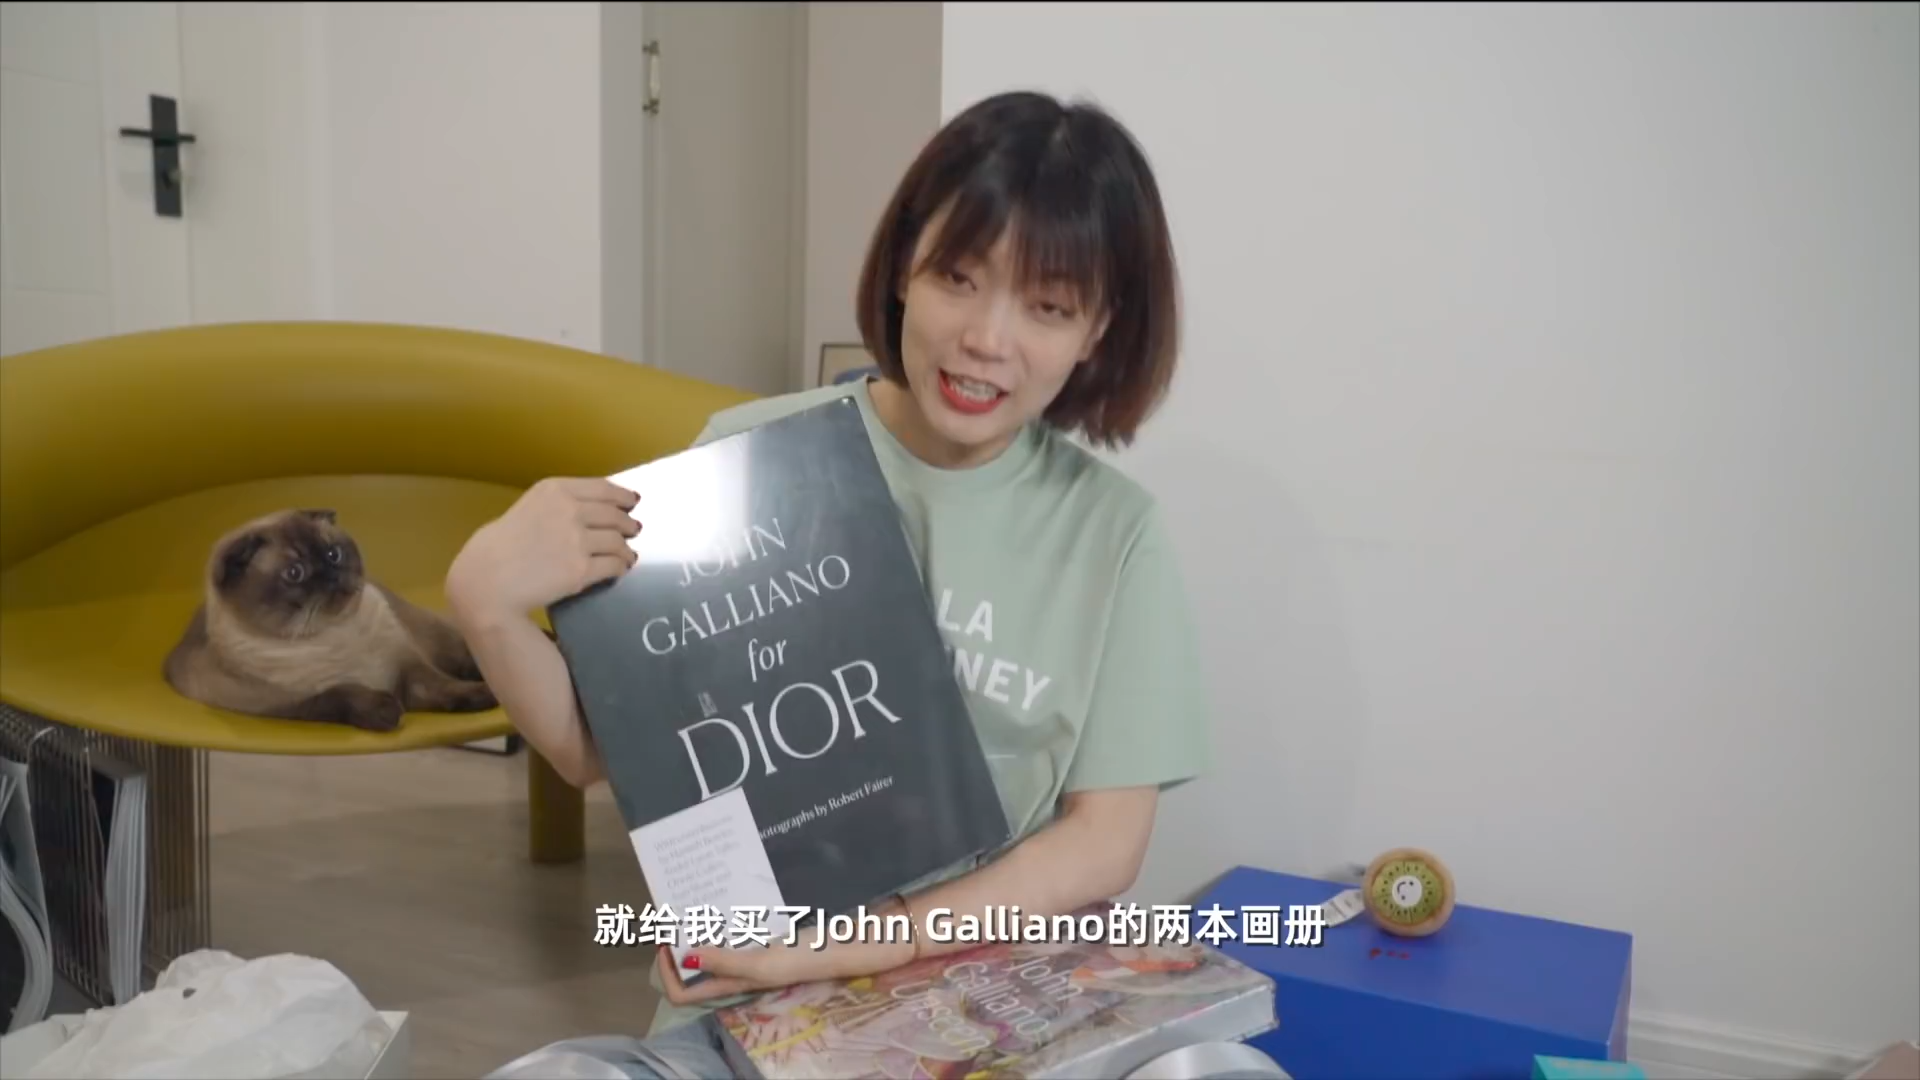 JOHN
GALLIANO
for
DIOR
Photographs by Robert Fairer
LA
NEY
John
Galliano
Unseen
就给我买了John Galliano的两本画册